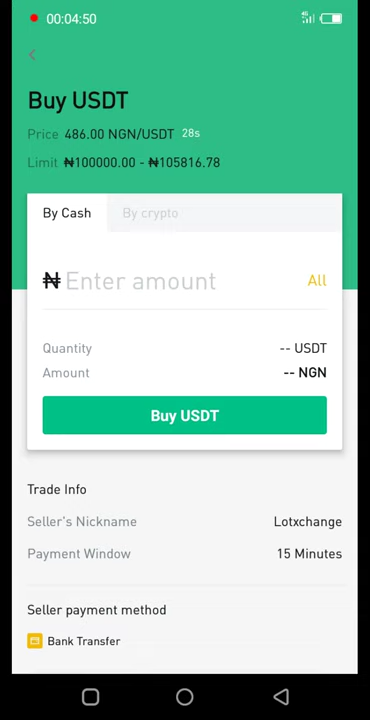 00:04:50
4G
Buy USDT
Price 486.00 NGN/USDT 28s
Limit ₦100000.00 - ₦105816.78
By Cash By crypto
₦ Enter amount All
Quantity -- USDT
Amount -- NGN
Buy USDT
Trade Info
Seller's Nickname Lotxchange
Payment Window 15 Minutes
Seller payment method
Bank Transfer